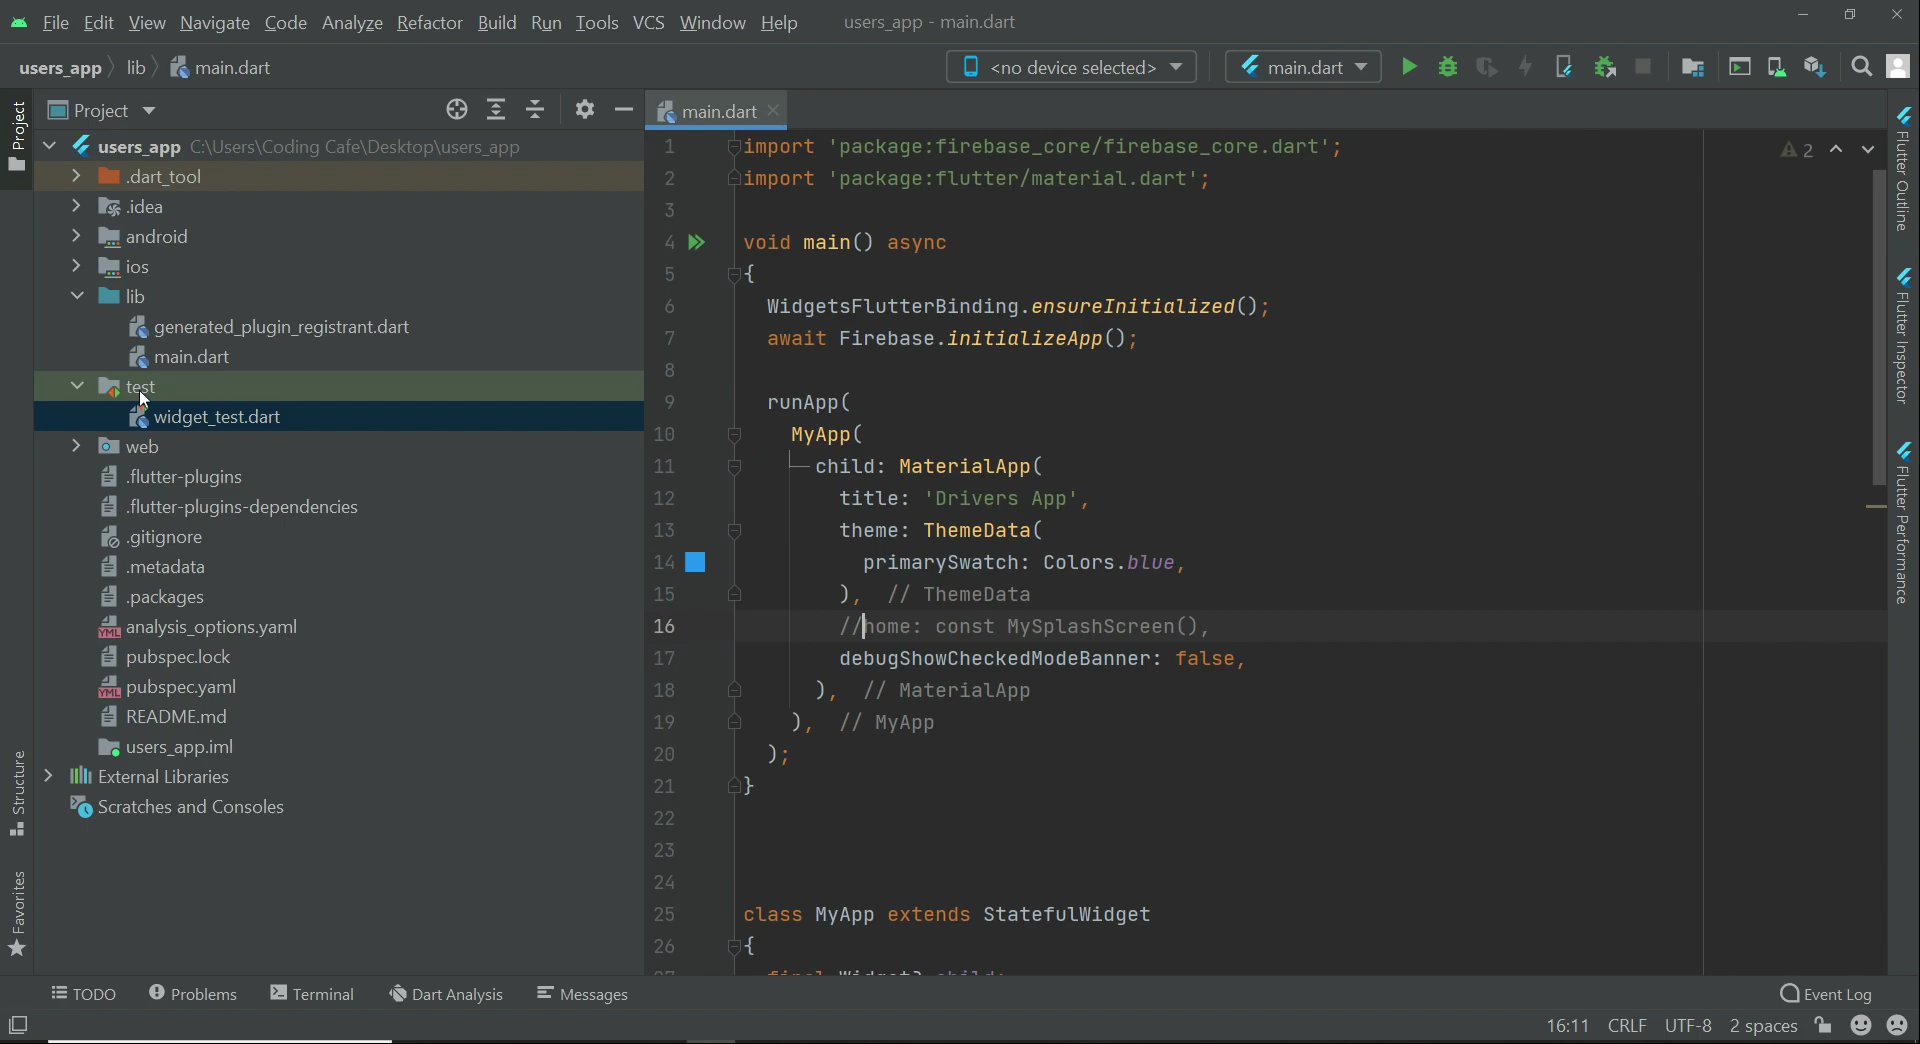 File Edit View Navigate Code Analyze Refactor Build Run Tools VCS Window Help users_app - main.dart
users_app lib main.dart <no device selected> main.dart
Project
main.dart
users_app C:\Users\Coding Cafe\Desktop\users_app
.dart_tool
.idea
android
ios
lib
generated_plugin_registrant.dart
main.dart
test
widget_test.dart
web
.flutter-plugins
.flutter-plugins-dependencies
.gitignore
.metadata
.packages
analysis_options.yaml
pubspec.lock
pubspec.yaml
README.md
users_app.iml
External Libraries
Scratches and Consoles
Project
Structure
Favorites
1 import 'package:firebase_core/firebase_core.dart';
2 import 'package:flutter/material.dart';
3
4 void main() async
5 {
6 WidgetsFlutterBinding.ensureInitialized();
7 await Firebase.initializeApp();
8
9 runApp(
10 MyApp(
11 child: MaterialApp(
12 title: 'Drivers App',
13 theme: ThemeData(
14 primarySwatch: Colors.blue,
15 ), // ThemeData
16 //home: const MySplashScreen(),
17 debugShowCheckedModeBanner: false,
18 ), // MaterialApp
19 ), // MyApp
20 );
21 }
22
23
24
25 class MyApp extends StatefulWidget
26 {
2
Flutter Outline
Flutter Inspector
Flutter Performance
TODO Problems Terminal Dart Analysis Messages Event Log
16:11 CRLF UTF-8 2 spaces